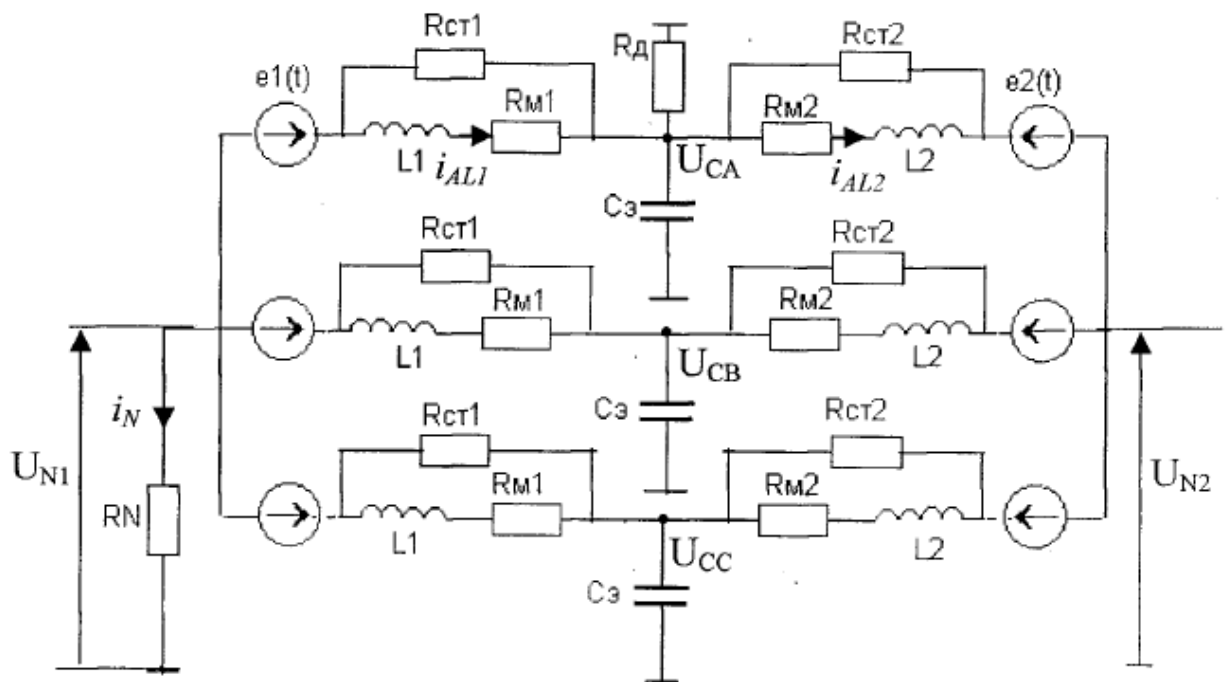 Rст1 Rд Rст2
e1(t) Rм1 Rм2 e2(t)
L1 UCA L2
iAL1 iAL2
Cэ
Rст1 Rст2
Rм1 Rм2
L1 UCB L2
iN Cэ
Rст1 Rст2
UN1 Rм1 Rм2 UN2
RN L1 UCC L2
Cэ